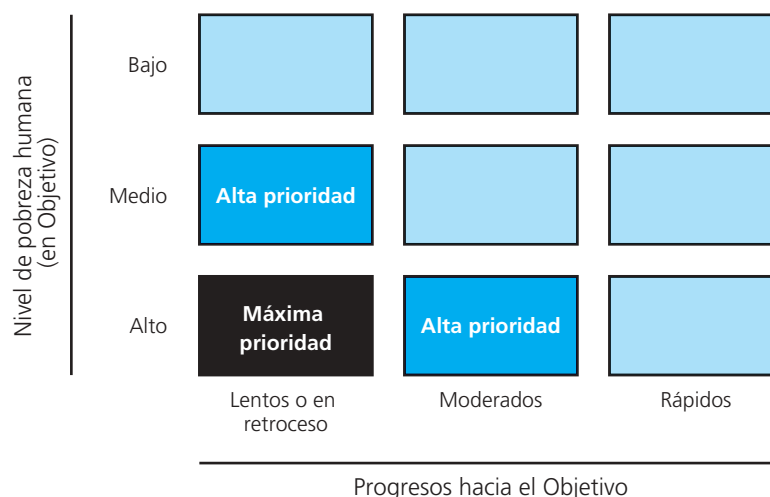 Nivel de pobreza humana
(en Objetivo)
Bajo
Medio
Alta prioridad
Alto
Máxima
prioridad
Alta prioridad
Lentos o en
retroceso
Moderados
Rápidos
Progresos hacia el Objetivo